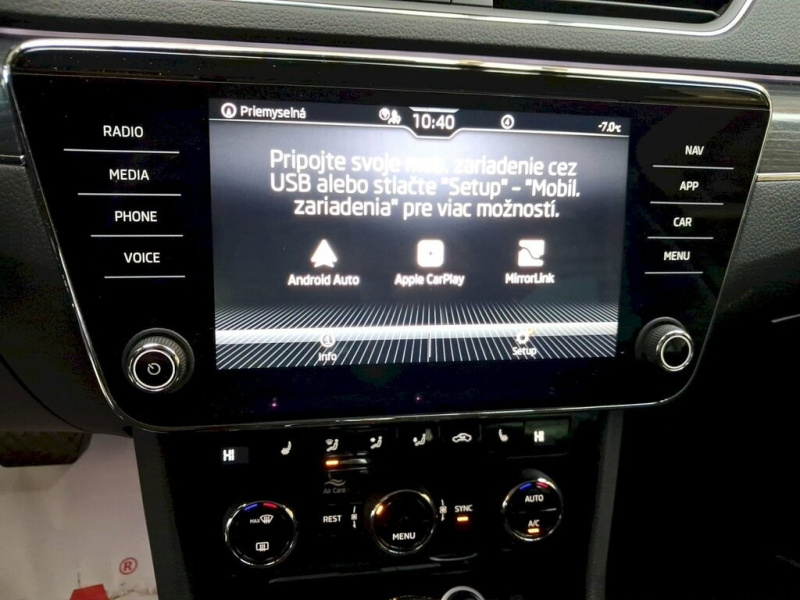 Priemyselná
10:40
-7.0°C
RADIO
MEDIA
PHONE
VOICE
NAV
APP
CAR
MENU
Pripojte svoje mob. zariadenie cez
USB alebo stlačte "Setup" - "Mobil.
zariadenia" pre viac možností.
Android Auto
Apple CarPlay
MirrorLink
Info
Setup
HI
HI
Air Care
MAX
REST
MENU
SYNC
AUTO
A/C
®